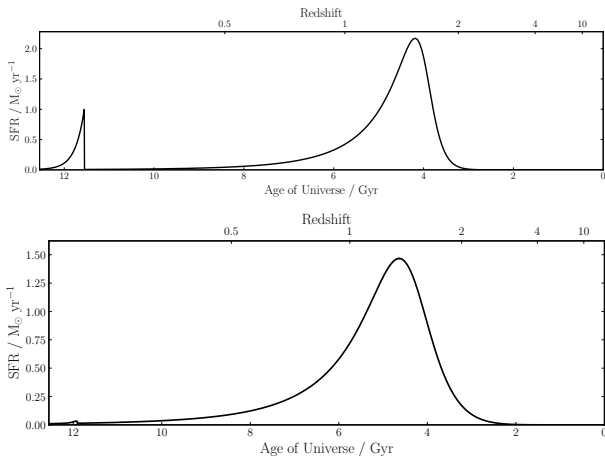 Redshift
0.5 1 2 4 10
SFR / M⊙ yr⁻¹
2.0
1.5
1.0
0.5
0.0
12 10 8 6 4 2 0
Age of Universe / Gyr
Redshift
0.5 1 2 4 10
SFR / M⊙ yr⁻¹
1.50
1.25
1.00
0.75
0.50
0.25
0.00
12 10 8 6 4 2 0
Age of Universe / Gyr